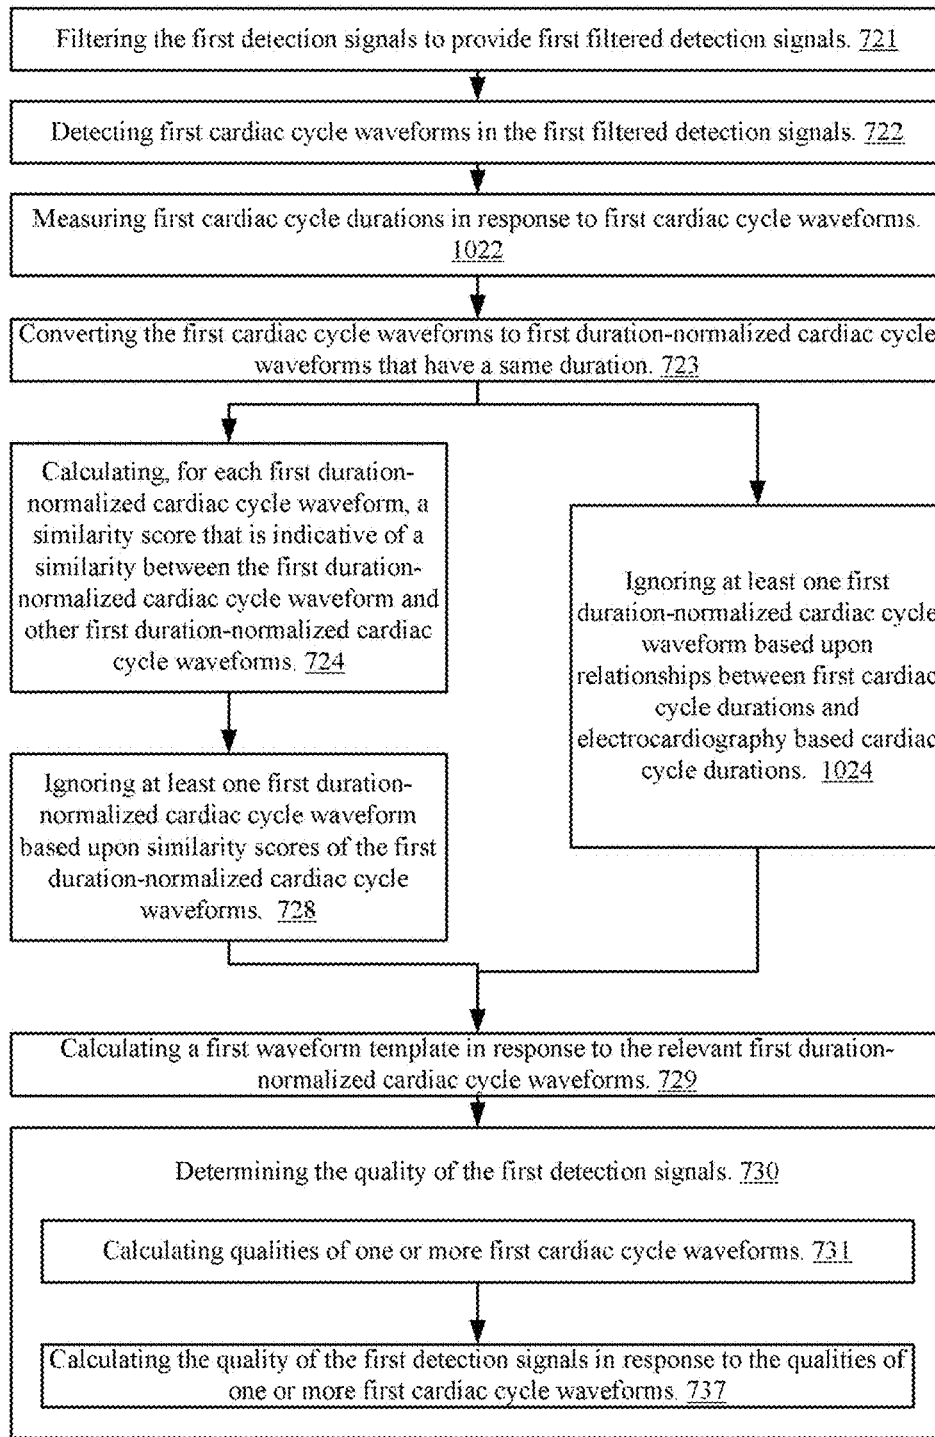 Filtering the first detection signals to provide first filtered detection signals. 721
Detecting first cardiac cycle waveforms in the first filtered detection signals. 722
Measuring first cardiac cycle durations in response to first cardiac cycle waveforms.
1022
Converting the first cardiac cycle waveforms to first duration-normalized cardiac cycle
waveforms that have a same duration. 723
Calculating, for each first duration-
normalized cardiac cycle waveform, a
similarity score that is indicative of a
similarity between the first duration-
normalized cardiac cycle waveform and
other first duration-normalized cardiac
cycle waveforms. 724
Ignoring at least one first
duration-normalized cardiac cycle
waveform based upon
relationships between first cardiac
cycle durations and
electrocardiography based cardiac
cycle durations. 1024
Ignoring at least one first duration-
normalized cardiac cycle waveform
based upon similarity scores of the first
duration-normalized cardiac cycle
waveforms. 728
Calculating a first waveform template in response to the relevant first duration-
normalized cardiac cycle waveforms. 729
Determining the quality of the first detection signals. 730
Calculating qualities of one or more first cardiac cycle waveforms. 731
Calculating the quality of the first detection signals in response to the qualities of
one or more first cardiac cycle waveforms. 737